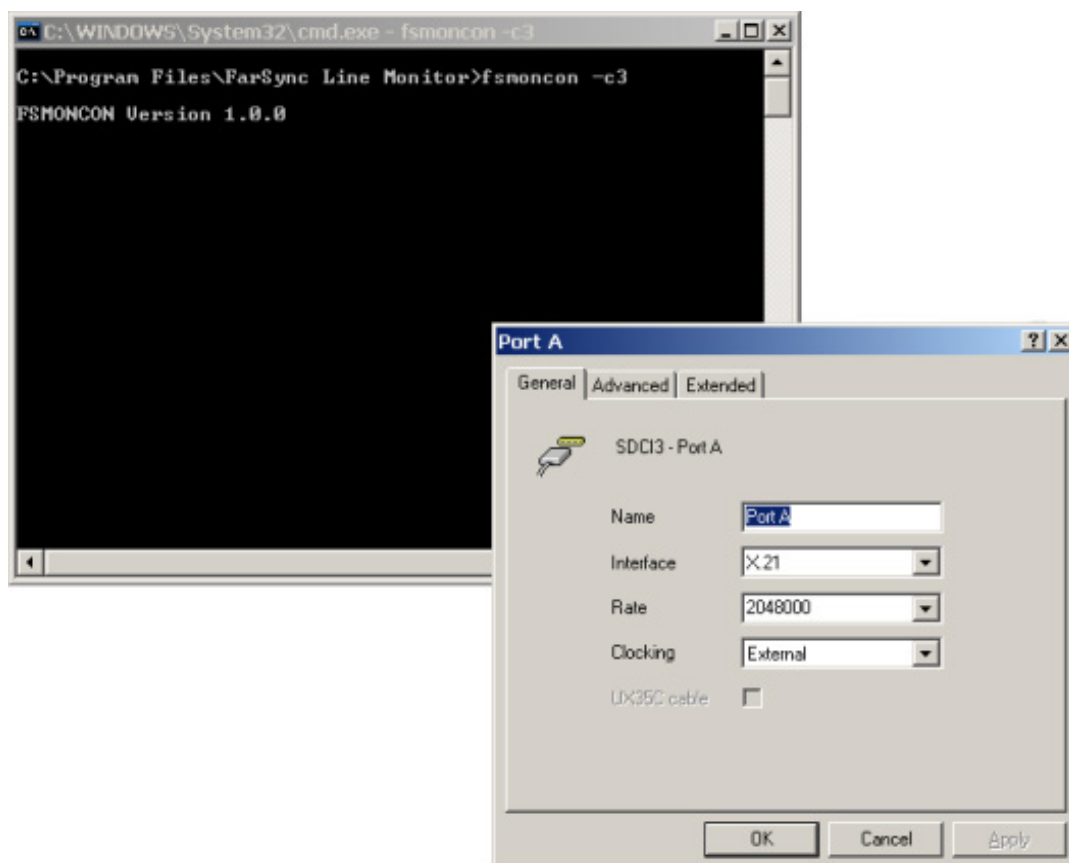 C:\WINDOWS\System32\cmd.exe - fsmoncon -c3
C:\Program Files\FarSync Line Monitor>fsmoncon -c3
FSMONCON Version 1.0.0
Port A
General Advanced Extended
SDCI3 - Port A
Name Port A
Interface X.21
Rate 2048000
Clocking External
UX35C cable
OK Cancel Apply